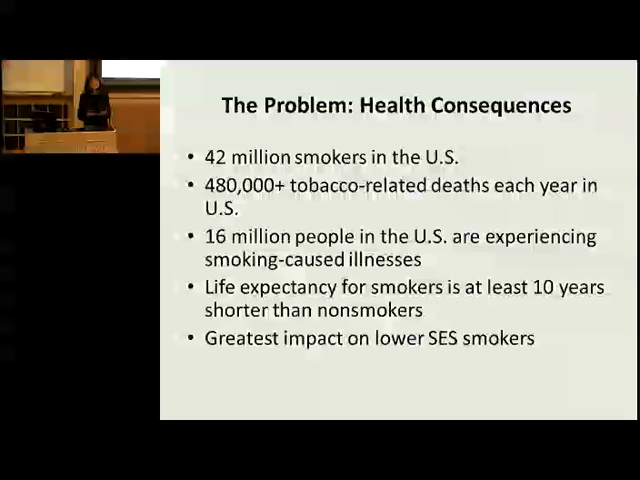 The Problem: Health Consequences
• 42 million smokers in the U.S.
• 480,000+ tobacco-related deaths each year in
U.S.
• 16 million people in the U.S. are experiencing
smoking-caused illnesses
• Life expectancy for smokers is at least 10 years
shorter than nonsmokers
• Greatest impact on lower SES smokers